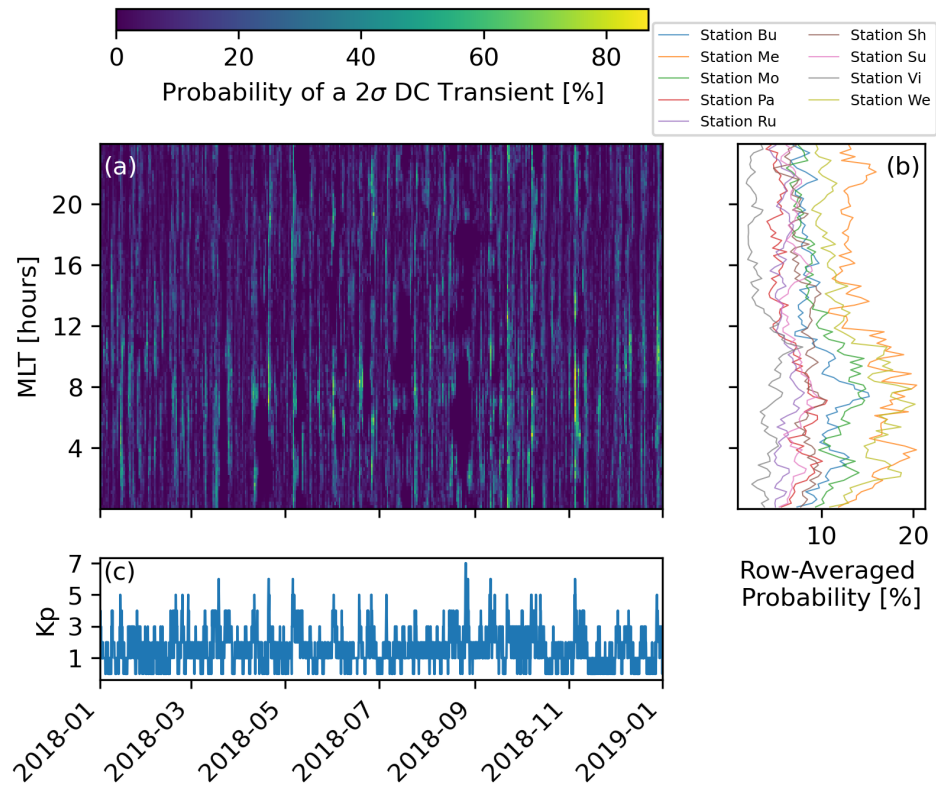 0 20 40 60 80
Probability of a 2σ DC Transient [%]
Station Bu
Station Me
Station Mo
Station Pa
Station Ru
Station Sh
Station Su
Station Vi
Station We
(a)
20
16
12
8
4
MLT [hours]
(b)
10 20
Row-Averaged
Probability [%]
(c)
7
5
3
1
Kp
2018-01
2018-03
2018-05
2018-07
2018-09
2018-11
2019-01